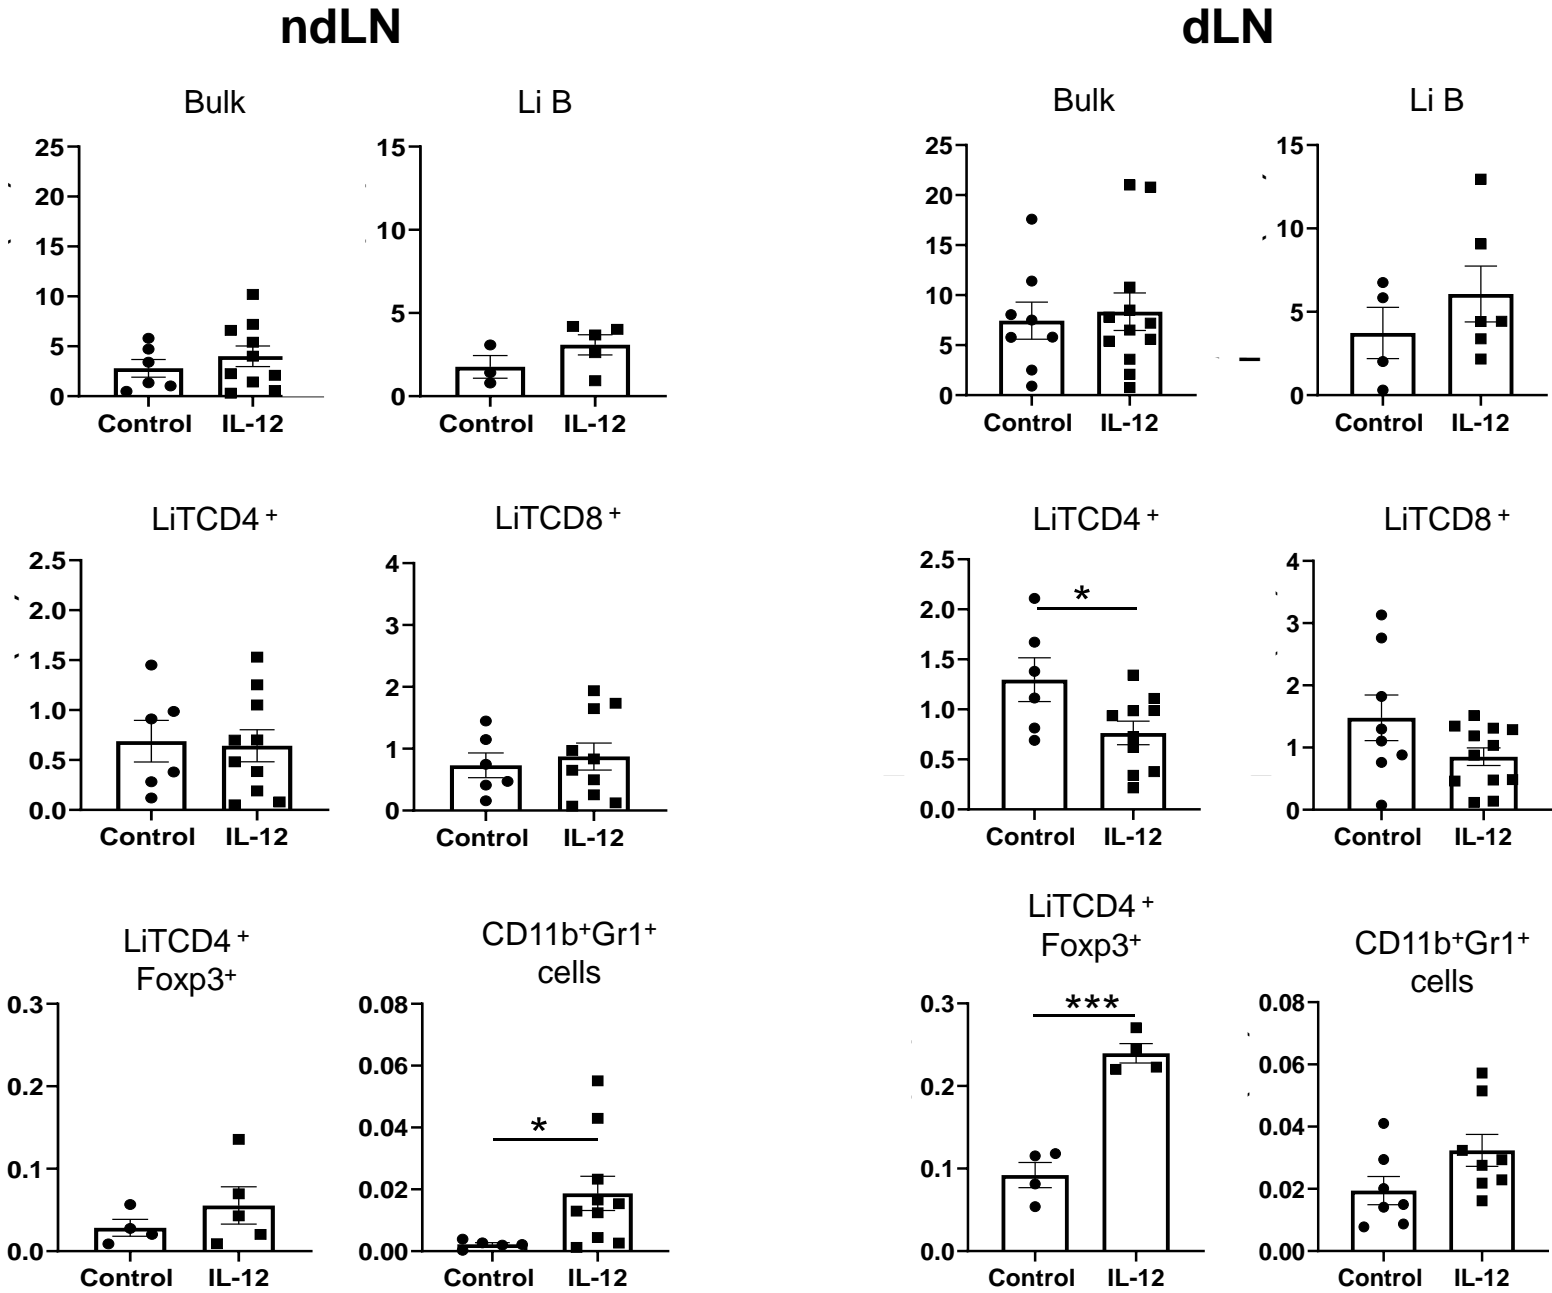 ndLN
dLN
Bulk
Li B
Bulk
Li B
25
20
15
10
5
0
Control
IL-12
15
10
5
0
Control
IL-12
25
20
15
10
5
0
Control
IL-12
15
10
5
0
Control
IL-12
LiTCD4 +
LiTCD8 +
LiTCD4 +
LiTCD8 +
2.5
2.0
1.5
1.0
0.5
0.0
Control
IL-12
4
3
2
1
0
Control
IL-12
2.5
2.0
1.5
1.0
0.5
0.0
*
Control
IL-12
4
3
2
1
0
Control
IL-12
LiTCD4 +
Foxp3+
CD11b+Gr1+
cells
LiTCD4 +
Foxp3+
CD11b+Gr1+
cells
0.3
0.2
0.1
0.0
Control
IL-12
0.08
0.06
0.04
0.02
0.00
*
Control
IL-12
0.3
0.2
0.1
0.0
***
Control
IL-12
0.08
0.06
0.04
0.02
0.00
Control
IL-12